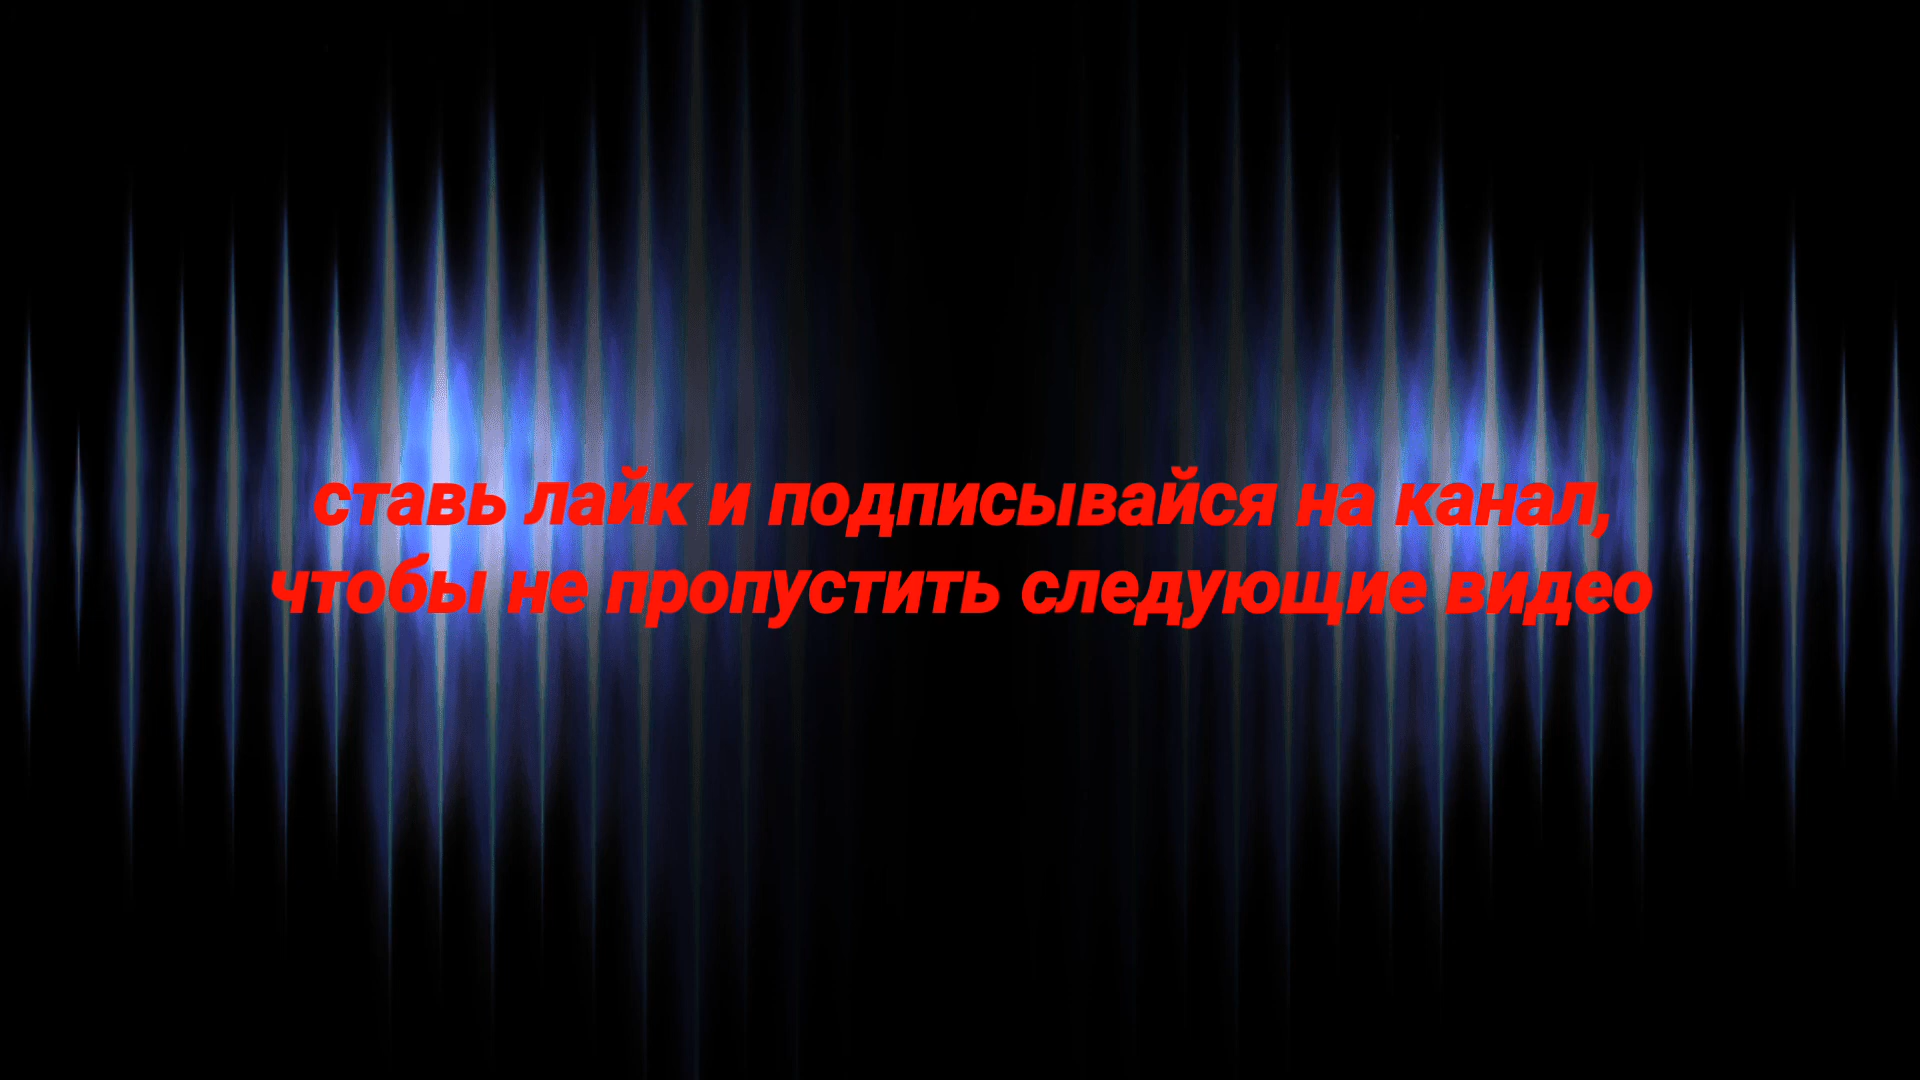 ставь лайк и подписывайся на канал,
чтобы не пропустить следующие видео